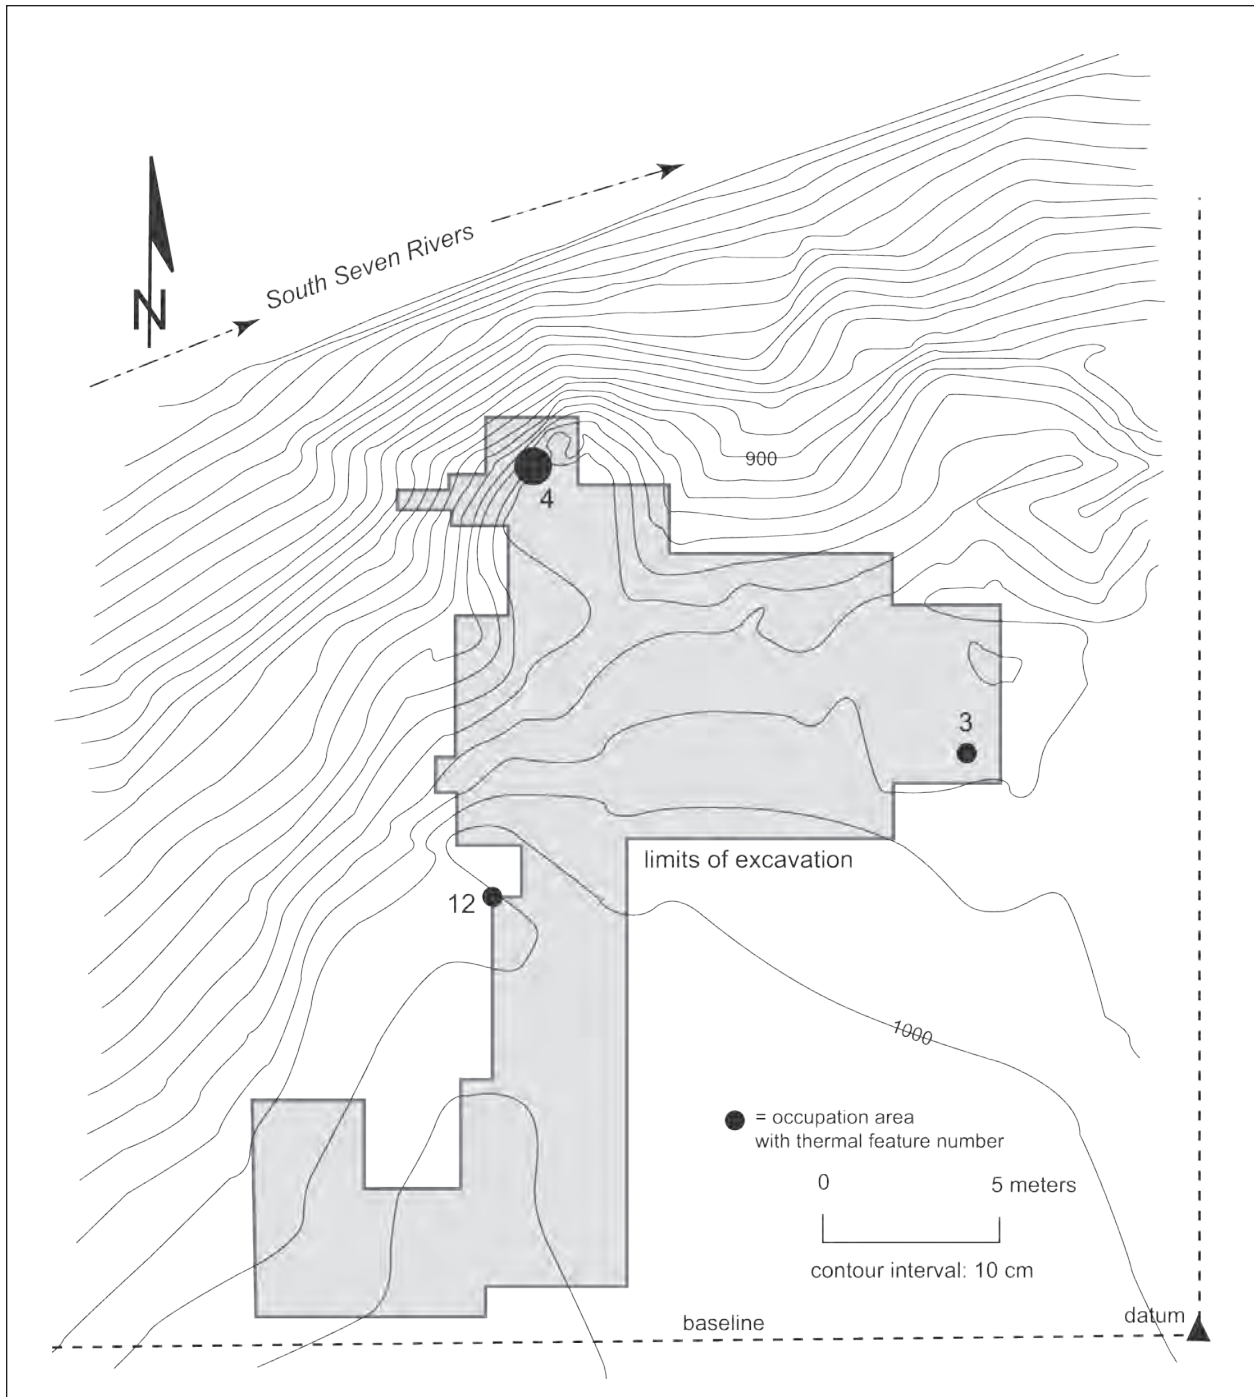 South Seven Rivers
N
900
4
3
limits of excavation
12
1000
= occupation area
with thermal feature number
0 5 meters
contour interval: 10 cm
datum
baseline